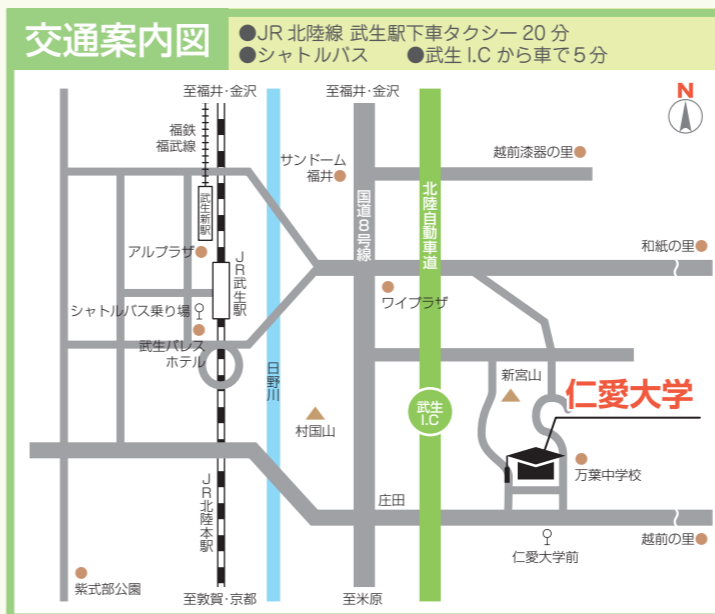 交通案内図
●JR 北陸線 武生駅下車タクシー 20 分
●シャトルバス ●武生 I.C から車で 5 分
至福井・金沢
至福井・金沢
N
福鉄
福武線
サンドーム
福井
越前漆器の里
武生新駅
国道8号線
北陸自動車道
アルプラザ
JR武生駅
和紙の里
シャトルバス乗り場
ワイプラザ
武生パレス
ホテル
日野川
新宮山
仁愛大学
武生
I.C
村国山
万葉中学校
JR北陸本駅
庄田
仁愛大学前
越前の里
紫式部公園
至敦賀・京都
至米原